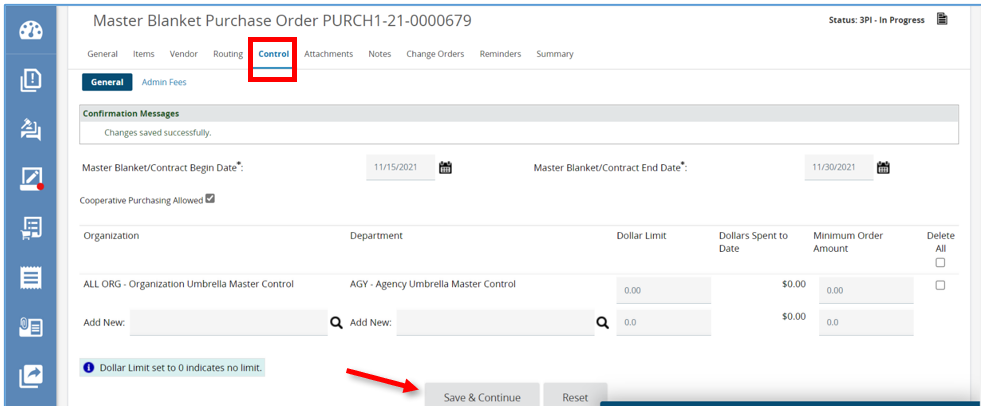 Master Blanket Purchase Order PURCH1-21-0000679
Status: 3PI - In Progress
General Items Vendor Routing Control Attachments Notes Change Orders Reminders Summary
General Admin Fees
Confirmation Messages
Changes saved successfully.
Master Blanket/Contract Begin Date*: 11/15/2021 Master Blanket/Contract End Date*: 11/30/2021
Cooperative Purchasing Allowed
Organization Department Dollar Limit Dollars Spent to Date Minimum Order Amount Delete All
ALL ORG - Organization Umbrella Master Control AGY - Agency Umbrella Master Control 0.00 $0.00 0.00
Add New: Add New: 0.0 $0.00 0.0
Dollar Limit set to 0 indicates no limit.
Save & Continue Reset